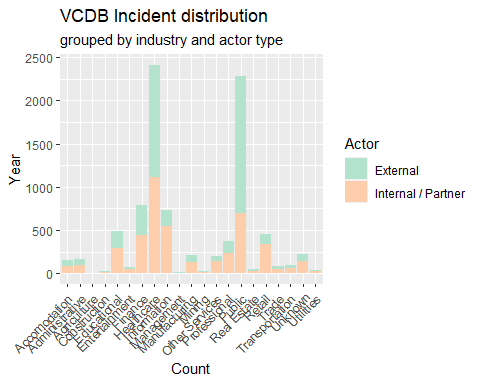 VCDB Incident distribution
grouped by industry and actor type
2500
2000
1500
1000
500
0
Year
Accomodation
Administrative
Agriculture
Construction
Educational
Entertainment
Finance
Healthcare
Information
Management
Manufacturing
Mining
Other Services
Professional
Public
Real Estate
Retail
Trade
Transportation
Unknown
Utilities
Count
Actor
External
Internal / Partner